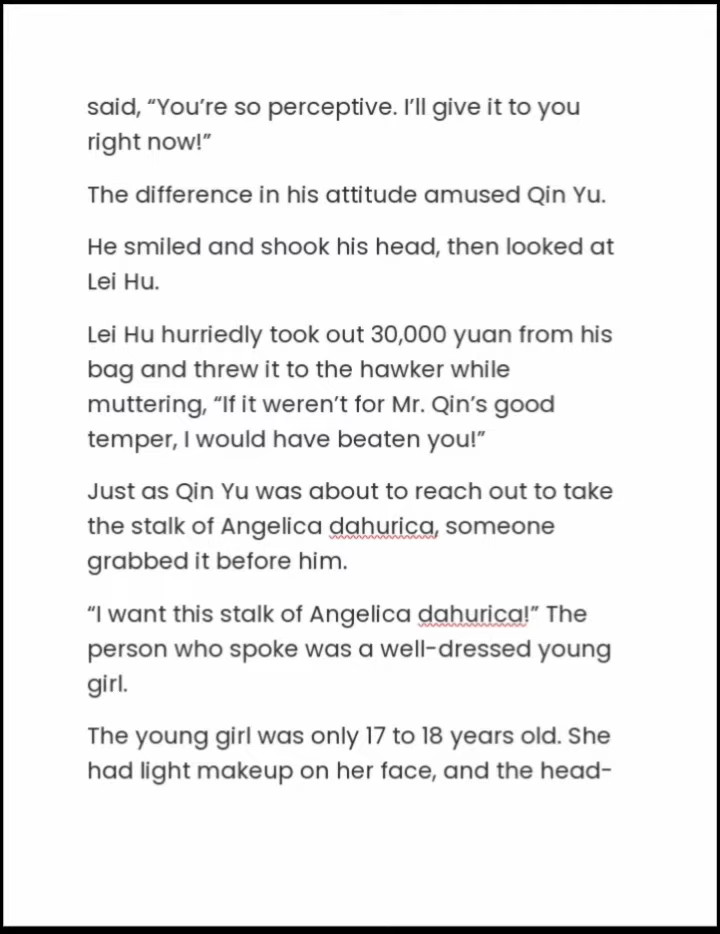 said, “You’re so perceptive. I’ll give it to you
right now!”
The difference in his attitude amused Qin Yu.
He smiled and shook his head, then looked at
Lei Hu.
Lei Hu hurriedly took out 30,000 yuan from his
bag and threw it to the hawker while
muttering, “If it weren’t for Mr. Qin’s good
temper, I would have beaten you!”
Just as Qin Yu was about to reach out to take
the stalk of Angelica dahurica, someone
grabbed it before him.
“I want this stalk of Angelica dahurica!” The
person who spoke was a well-dressed young
girl.
The young girl was only 17 to 18 years old. She
had light makeup on her face, and the head-